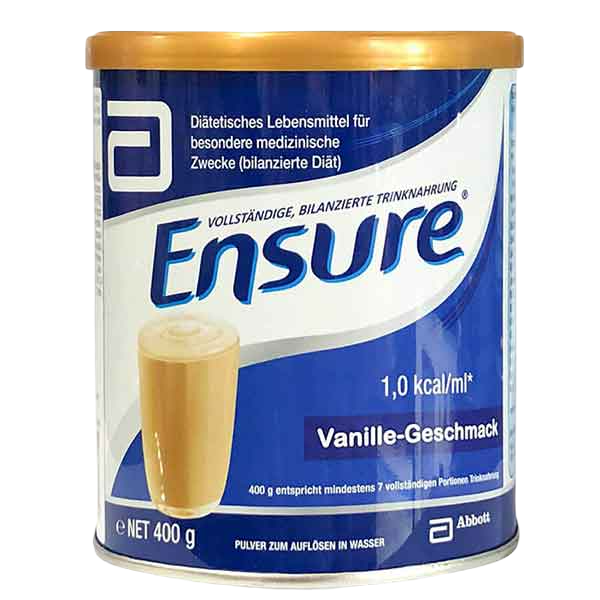 Diätetisches Lebensmittel für
besondere medizinische
Zwecke (bilanzierte Diät)
VOLLSTÄNDIGE, BILANZIERTE TRINKNAHRUNG
Ensure®
1,0 kcal/ml*
Vanille-Geschmack
400 g entspricht mindestens 7 vollständigen Portionen Trinknahrung
℮ NET 400 g
Abbott
PULVER ZUM AUFLÖSEN IN WASSER